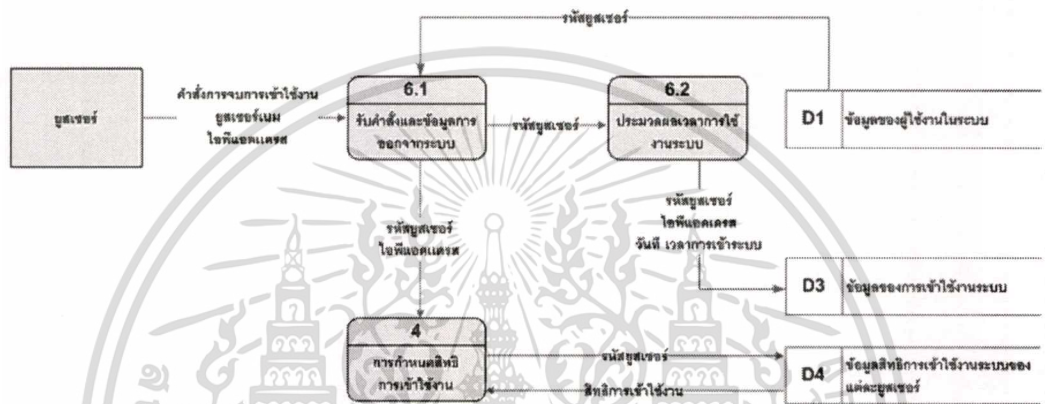 รหัสยูสเซอร์
ยูสเซอร์
คำสั่งการจบการเข้าใช้งาน
ยูสเซอร์เนม
ไอพีแอดเดรส
6.1
รับคำสั่งและข้อมูลการ
ออกจากระบบ
รหัสยูสเซอร์
6.2
ประมวลผลเวลาการใช้
งานระบบ
D1
ข้อมูลของผู้ใช้งานในระบบ
รหัสยูสเซอร์
ไอพีแอดเดรส
รหัสยูสเซอร์
ไอพีแอดเดรส
วันที่ เวลาการเข้าระบบ
D3
ข้อมูลของการเข้าใช้งานระบบ
4
การกำหนดสิทธิ
การเข้าใช้งาน
รหัสยูสเซอร์
สิทธิการเข้าใช้งาน
D4
ข้อมูลสิทธิการเข้าใช้งานระบบของ
แต่ละยูสเซอร์